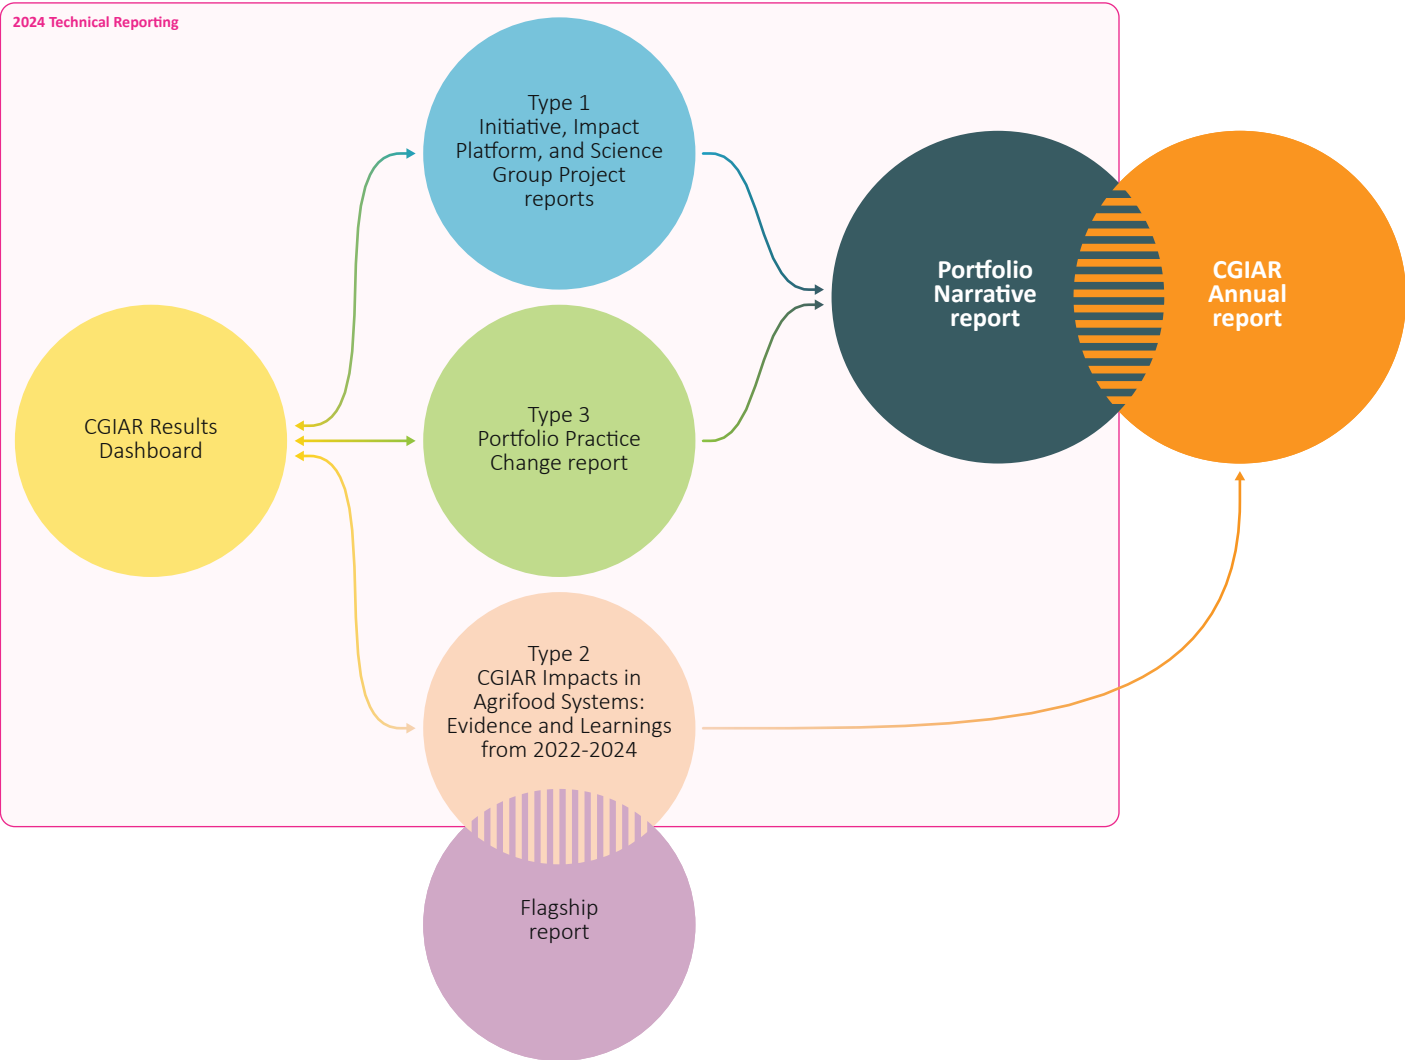 2024 Technical Reporting
Type 1
Initiative, Impact
Platform, and Science
Group Project
reports
Portfolio
Narrative
report
CGIAR
Annual
report
CGIAR Results
Dashboard
Type 3
Portfolio Practice
Change report
Type 2
CGIAR Impacts in
Agrifood Systems:
Evidence and Learnings
from 2022-2024
Flagship
report